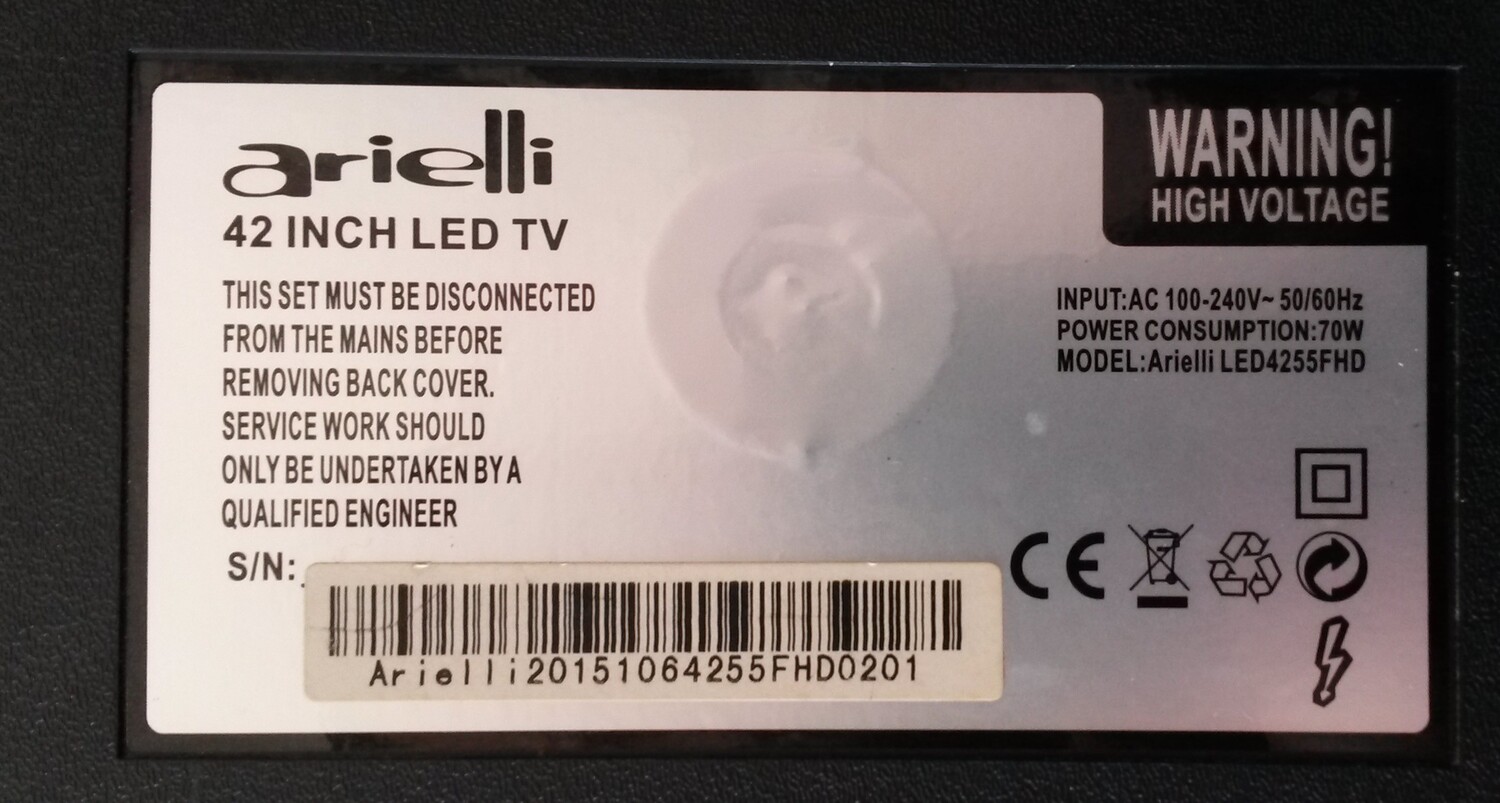 arielli
42 INCH LED TV
THIS SET MUST BE DISCONNECTED
FROM THE MAINS BEFORE
REMOVING BACK COVER.
SERVICE WORK SHOULD
ONLY BE UNDERTAKEN BY A
QUALIFIED ENGINEER
S/N:
Arielli20151064255FHD0201
WARNING!
HIGH VOLTAGE
INPUT:AC 100-240V~ 50/60Hz
POWER CONSUMPTION:70W
MODEL:Arielli LED4255FHD
CE